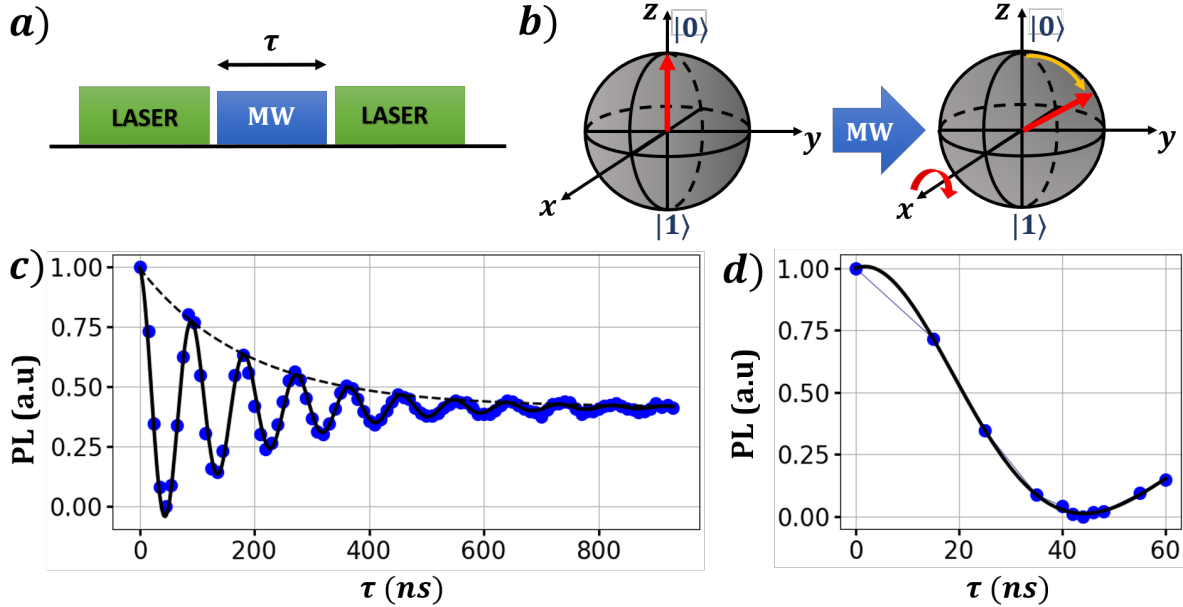 a)
τ
LASER
MW
LASER
b)
z
|0⟩
y
x
|1⟩
MW
z
|0⟩
y
x
|1⟩
c)
1.00
0.75
0.50
0.25
0.00
PL (a.u)
0
200
400
600
800
τ (ns)
d)
1.00
0.75
0.50
0.25
0.00
PL (a.u)
0
20
40
60
τ (ns)